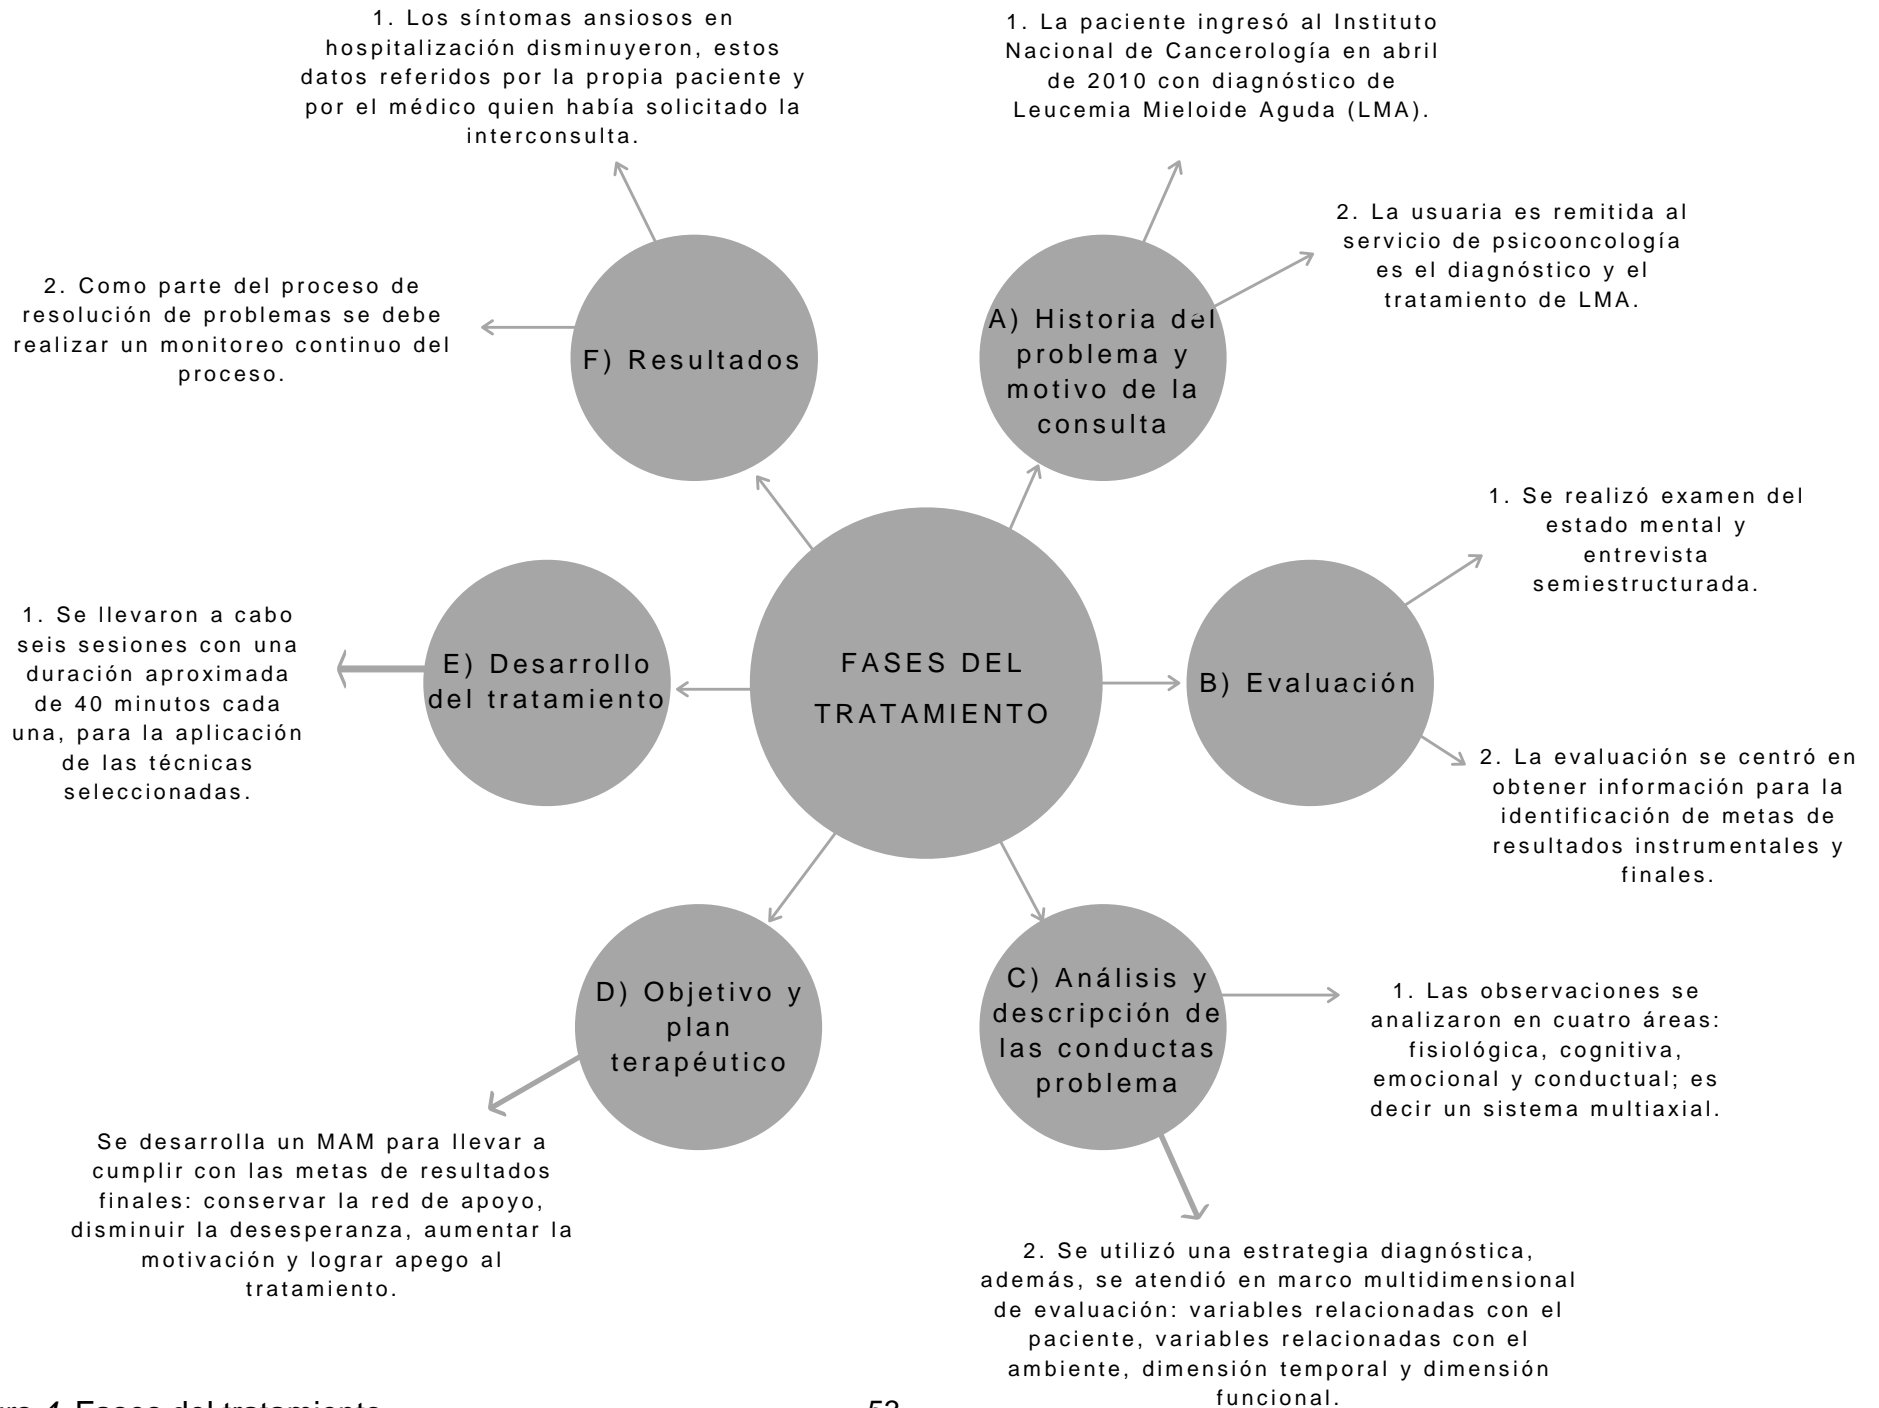 FASES DEL
TRATAMIENTO
A) Historia del
problema y
motivo de la
consulta
1. La paciente ingresó al Instituto
Nacional de Cancerología en abril
de 2010 con diagnóstico de
Leucemia Mieloide Aguda (LMA).
2. La usuaria es remitida al
servicio de psicooncología
es el diagnóstico y el
tratamiento de LMA.
B) Evaluación
1. Se realizó examen del
estado mental y
entrevista
semiestructurada.
2. La evaluación se centró en
obtener información para la
identificación de metas de
resultados instrumentales y
finales.
C) Análisis y
descripción de
las conductas
problema
1. Las observaciones se
analizaron en cuatro áreas:
fisiológica, cognitiva,
emocional y conductual; es
decir un sistema multiaxial.
2. Se utilizó una estrategia diagnóstica,
además, se atendió en marco multidimensional
de evaluación: variables relacionadas con el
paciente, variables relacionadas con el
ambiente, dimensión temporal y dimensión
funcional.
D) Objetivo y
plan
terapéutico
Se desarrolla un MAM para llevar a
cumplir con las metas de resultados
finales: conservar la red de apoyo,
disminuir la desesperanza, aumentar la
motivación y lograr apego al
tratamiento.
E) Desarrollo
del tratamiento
1. Se llevaron a cabo
seis sesiones con una
duración aproximada
de 40 minutos cada
una, para la aplicación
de las técnicas
seleccionadas.
F) Resultados
1. Los síntomas ansiosos en
hospitalización disminuyeron, estos
datos referidos por la propia paciente y
por el médico quien había solicitado la
interconsulta.
2. Como parte del proceso de
resolución de problemas se debe
realizar un monitoreo continuo del
proceso.
Fases del tratamiento